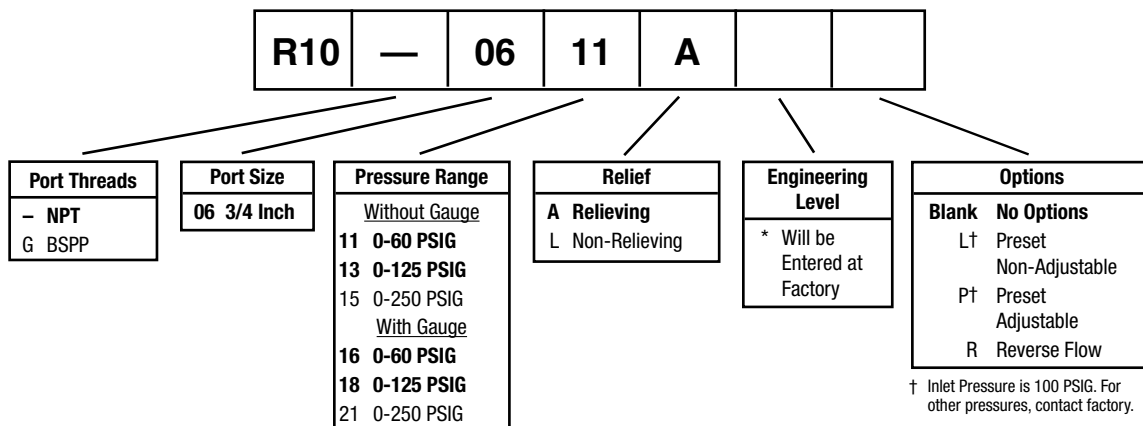 R10 — 06 11 A
Port Threads
– NPT
G BSPP
Port Size
06 3/4 Inch
Pressure Range
Without Gauge
11 0-60 PSIG
13 0-125 PSIG
15 0-250 PSIG
With Gauge
16 0-60 PSIG
18 0-125 PSIG
21 0-250 PSIG
Relief
A Relieving
L Non-Relieving
Engineering
Level
* Will be
Entered at
Factory
Options
Blank No Options
L† Preset
Non-Adjustable
P† Preset
Adjustable
R Reverse Flow
† Inlet Pressure is 100 PSIG. For
other pressures, contact factory.